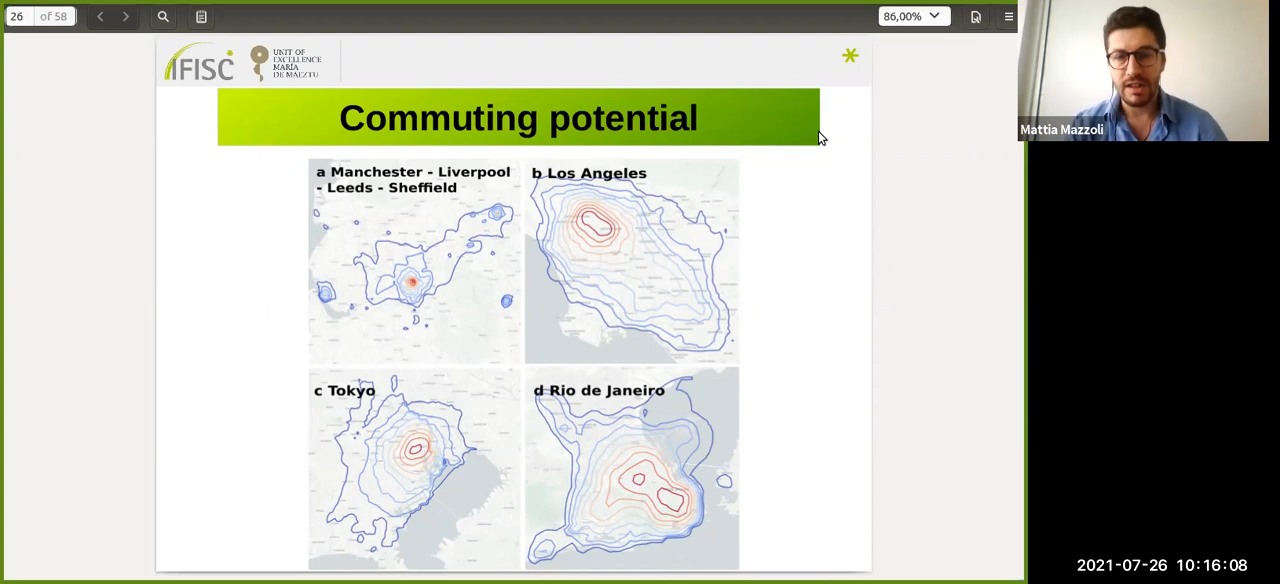 26 of 58
86,00%
IFISC
UNIT OF
EXCELLENCE
MARÍA
DE MAEZTU
Commuting potential
a Manchester - Liverpool
- Leeds - Sheffield
b Los Angeles
c Tokyo
d Rio de Janeiro
Mattia Mazzoli
2021-07-26 10:16:08